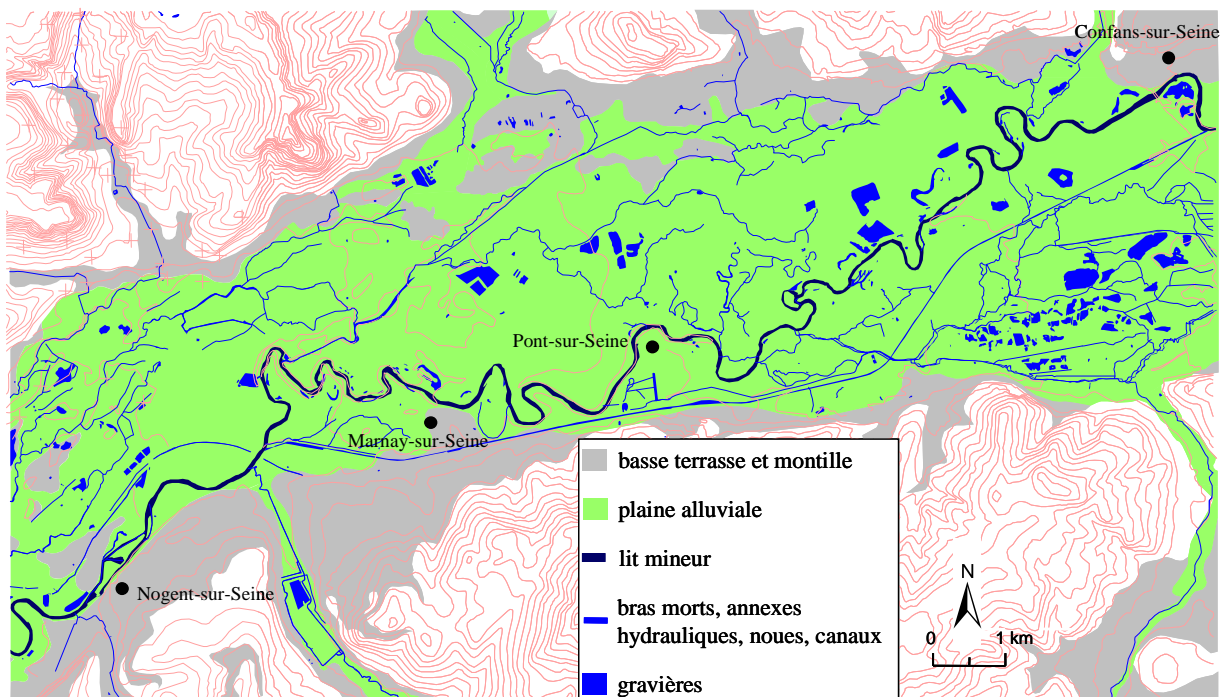 Confans-sur-Seine
Pont-sur-Seine
Marnay-sur-Seine
Nogent-sur-Seine
basse terrasse et montille
plaine alluviale
lit mineur
bras morts, annexes
hydrauliques, noues, canaux
gravières
N
0 1 km